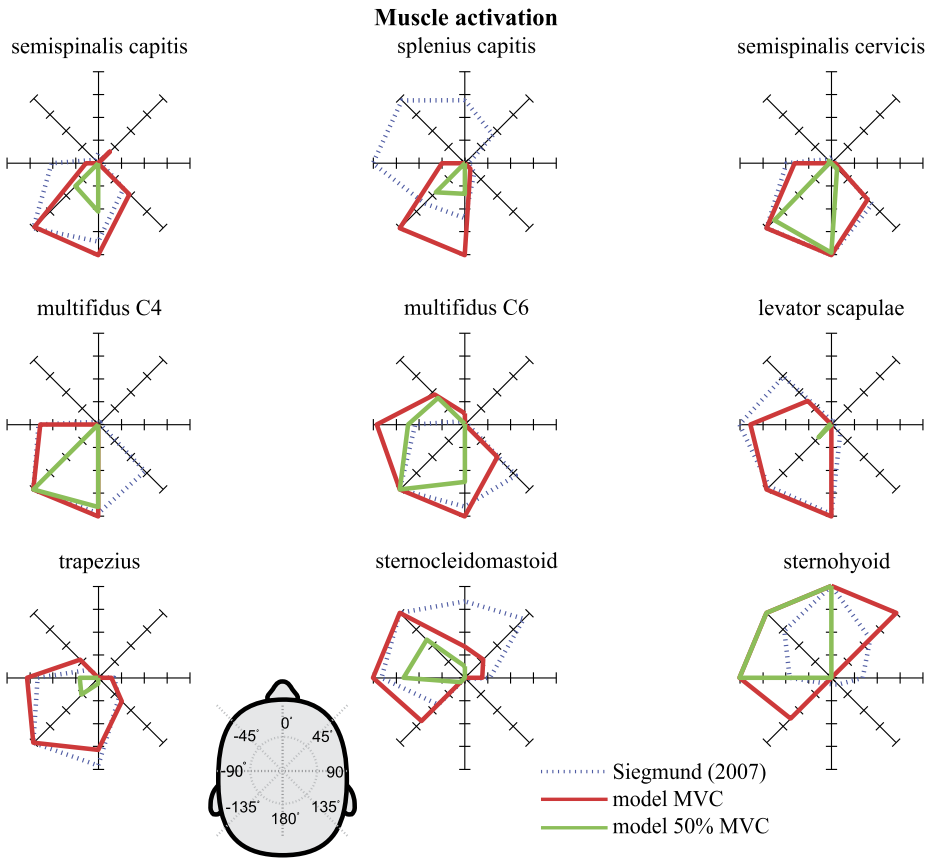 Muscle activation
semispinalis capitis
splenius capitis
semispinalis cervicis
multifidus C4
multifidus C6
levator scapulae
trapezius
sternocleidomastoid
sternohyoid
0°
-45°
45°
-90°
90
-135°
135°
180°
Siegmund (2007)
model MVC
model 50% MVC